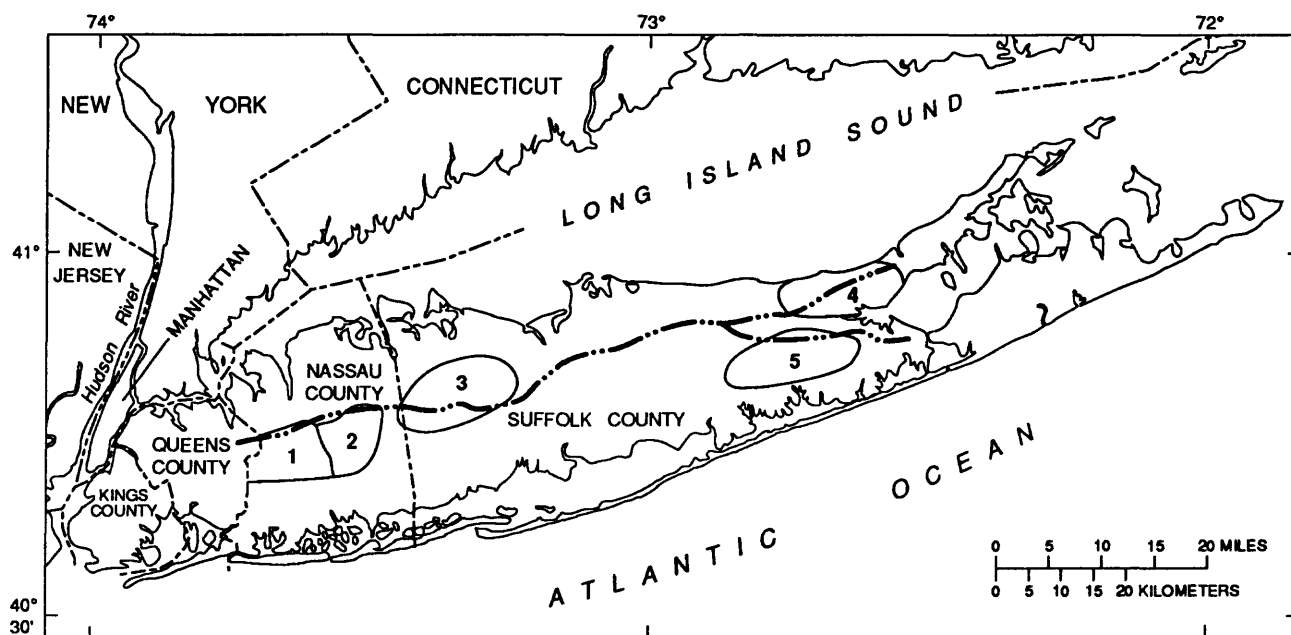 74°
73°
72°
NEW YORK
CONNECTICUT
LONG ISLAND SOUND
41°
NEW
JERSEY
Hudson River
MANHATTAN
NASSAU
COUNTY
3
4
5
SUFFOLK COUNTY
QUEENS
COUNTY
1
2
KINGS
COUNTY
ATLANTIC OCEAN
0 5 10 15 20 MILES
0 5 10 15 20 KILOMETERS
40°
30'